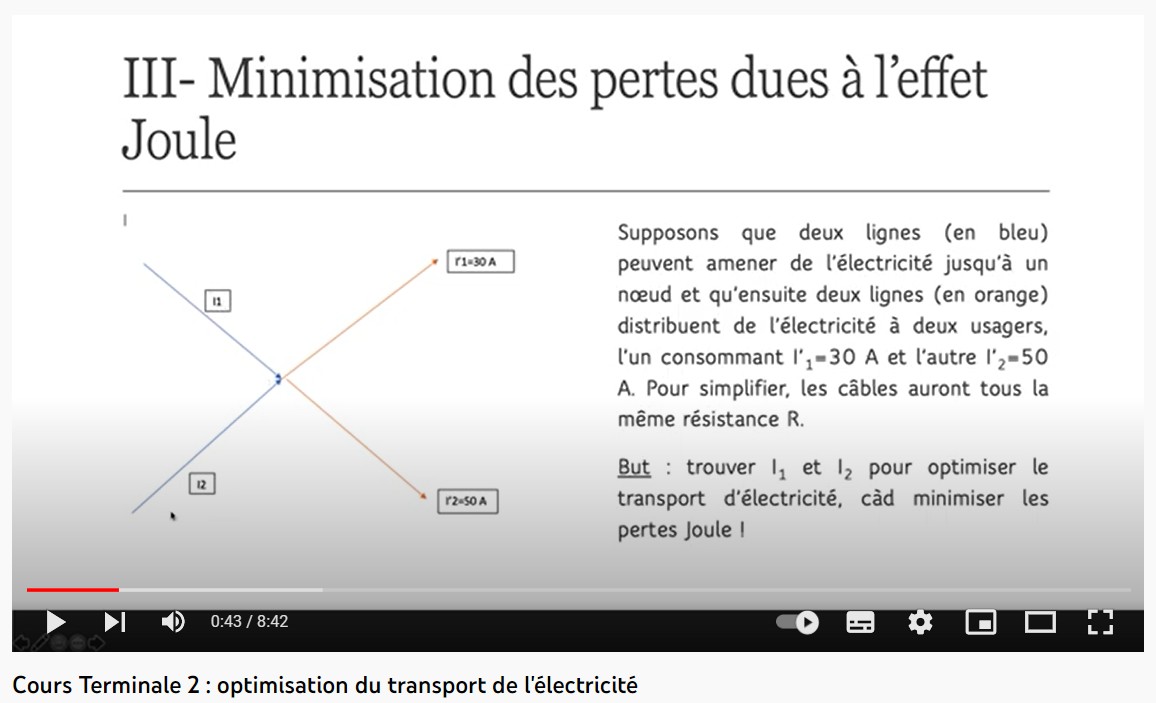 III- Minimisation des pertes dues à l'effet
Joule
I1
I'1=30 A
I2
I'2=50 A
Supposons que deux lignes (en bleu)
peuvent amener de l'électricité jusqu'à un
nœud et qu'ensuite deux lignes (en orange)
distribuent de l'électricité à deux usagers,
l'un consommant I'₁=30 A et l'autre I'₂=50
A. Pour simplifier, les câbles auront tous la
même résistance R.
But : trouver I₁ et I₂ pour optimiser le
transport d'électricité, càd minimiser les
pertes Joule !
0:43 / 8:42
Cours Terminale 2 : optimisation du transport de l'électricité